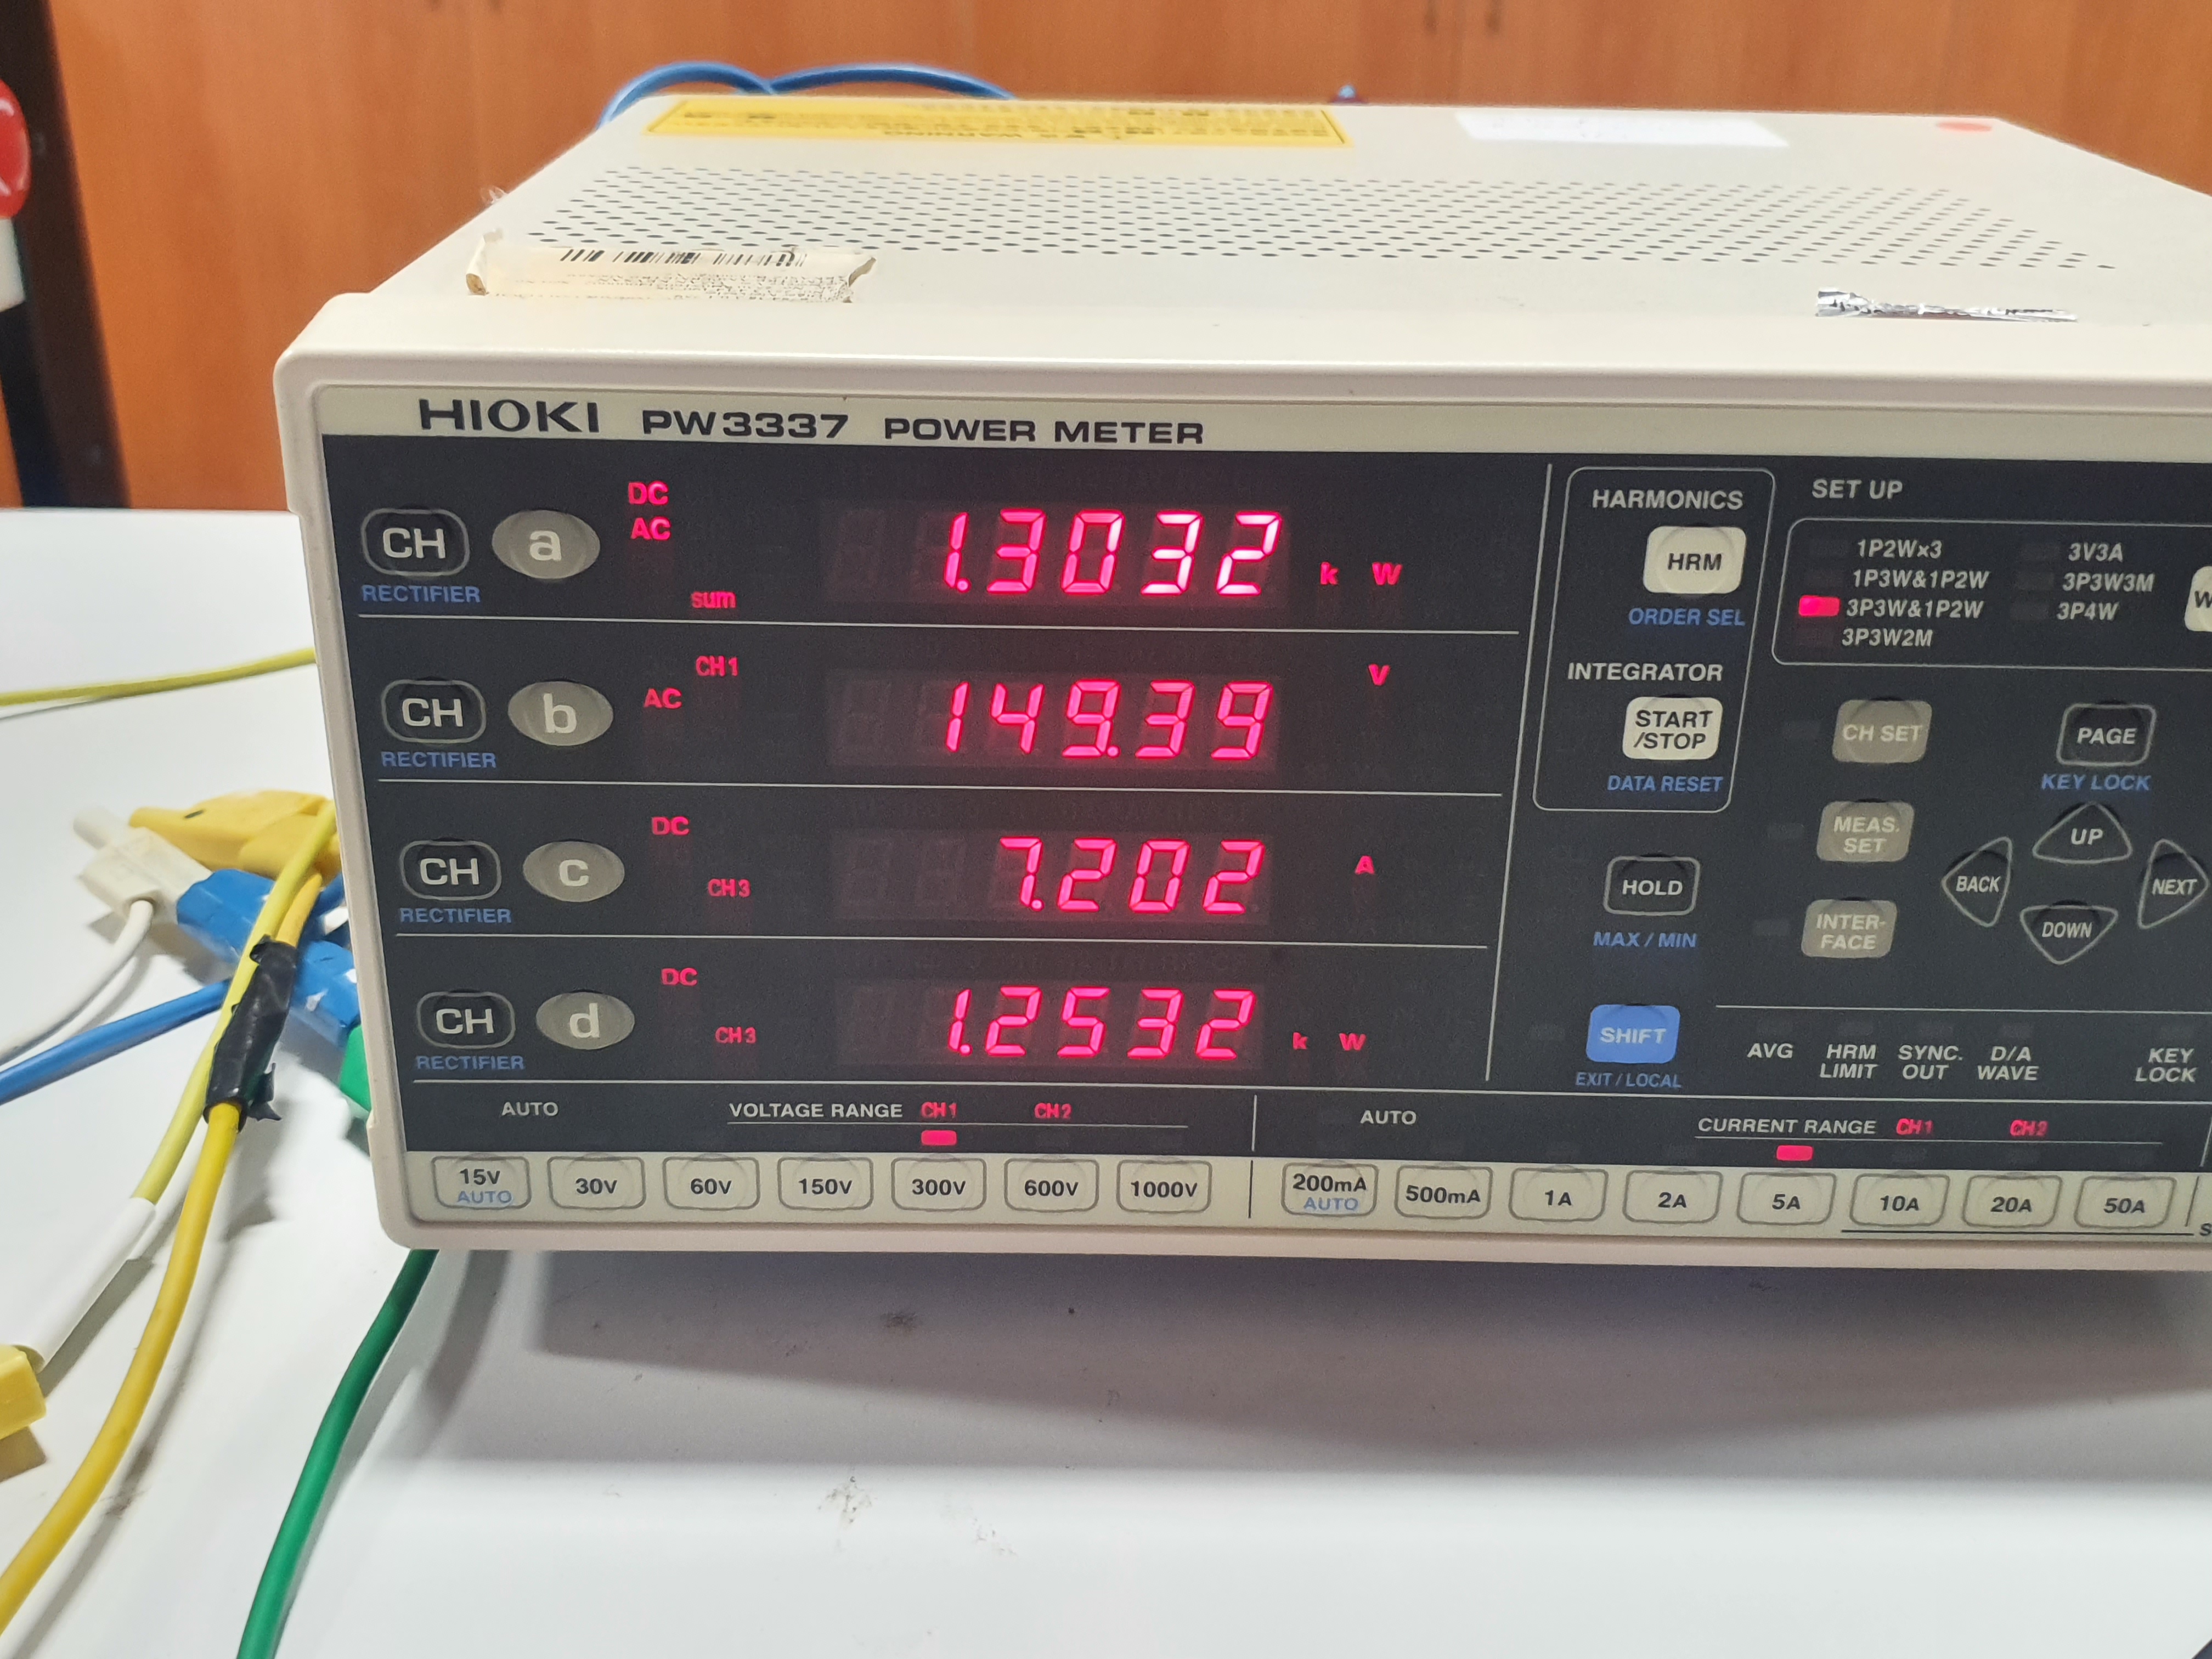 WARNING
HIOKI PW3337 POWER METER
CH a DC AC sum 1.3032 k W
RECTIFIER
CH b CH1 AC 149.39 V
RECTIFIER
CH c DC CH3 7.202 A
RECTIFIER
CH d DC CH3 1.2532 k W
RECTIFIER
HARMONICS
HRM
ORDER SEL
INTEGRATOR
START
/STOP
DATA RESET
HOLD
MAX / MIN
SHIFT
EXIT / LOCAL
SET UP
1P2W×3 3V3A
1P3W&1P2W 3P3W3M
3P3W&1P2W 3P4W
3P3W2M
CH SET
PAGE
KEY LOCK
MEAS.
SET
UP
BACK
NEXT
DOWN
INTER-
FACE
AVG
HRM
LIMIT
SYNC.
OUT
D/A
WAVE
KEY
LOCK
AUTO VOLTAGE RANGE CH1 CH2
AUTO CURRENT RANGE CH1 CH2
15V 30V 60V 150V 300V 600V 1000V
AUTO
200mA 500mA 1A 2A 5A 10A 20A 50A
AUTO